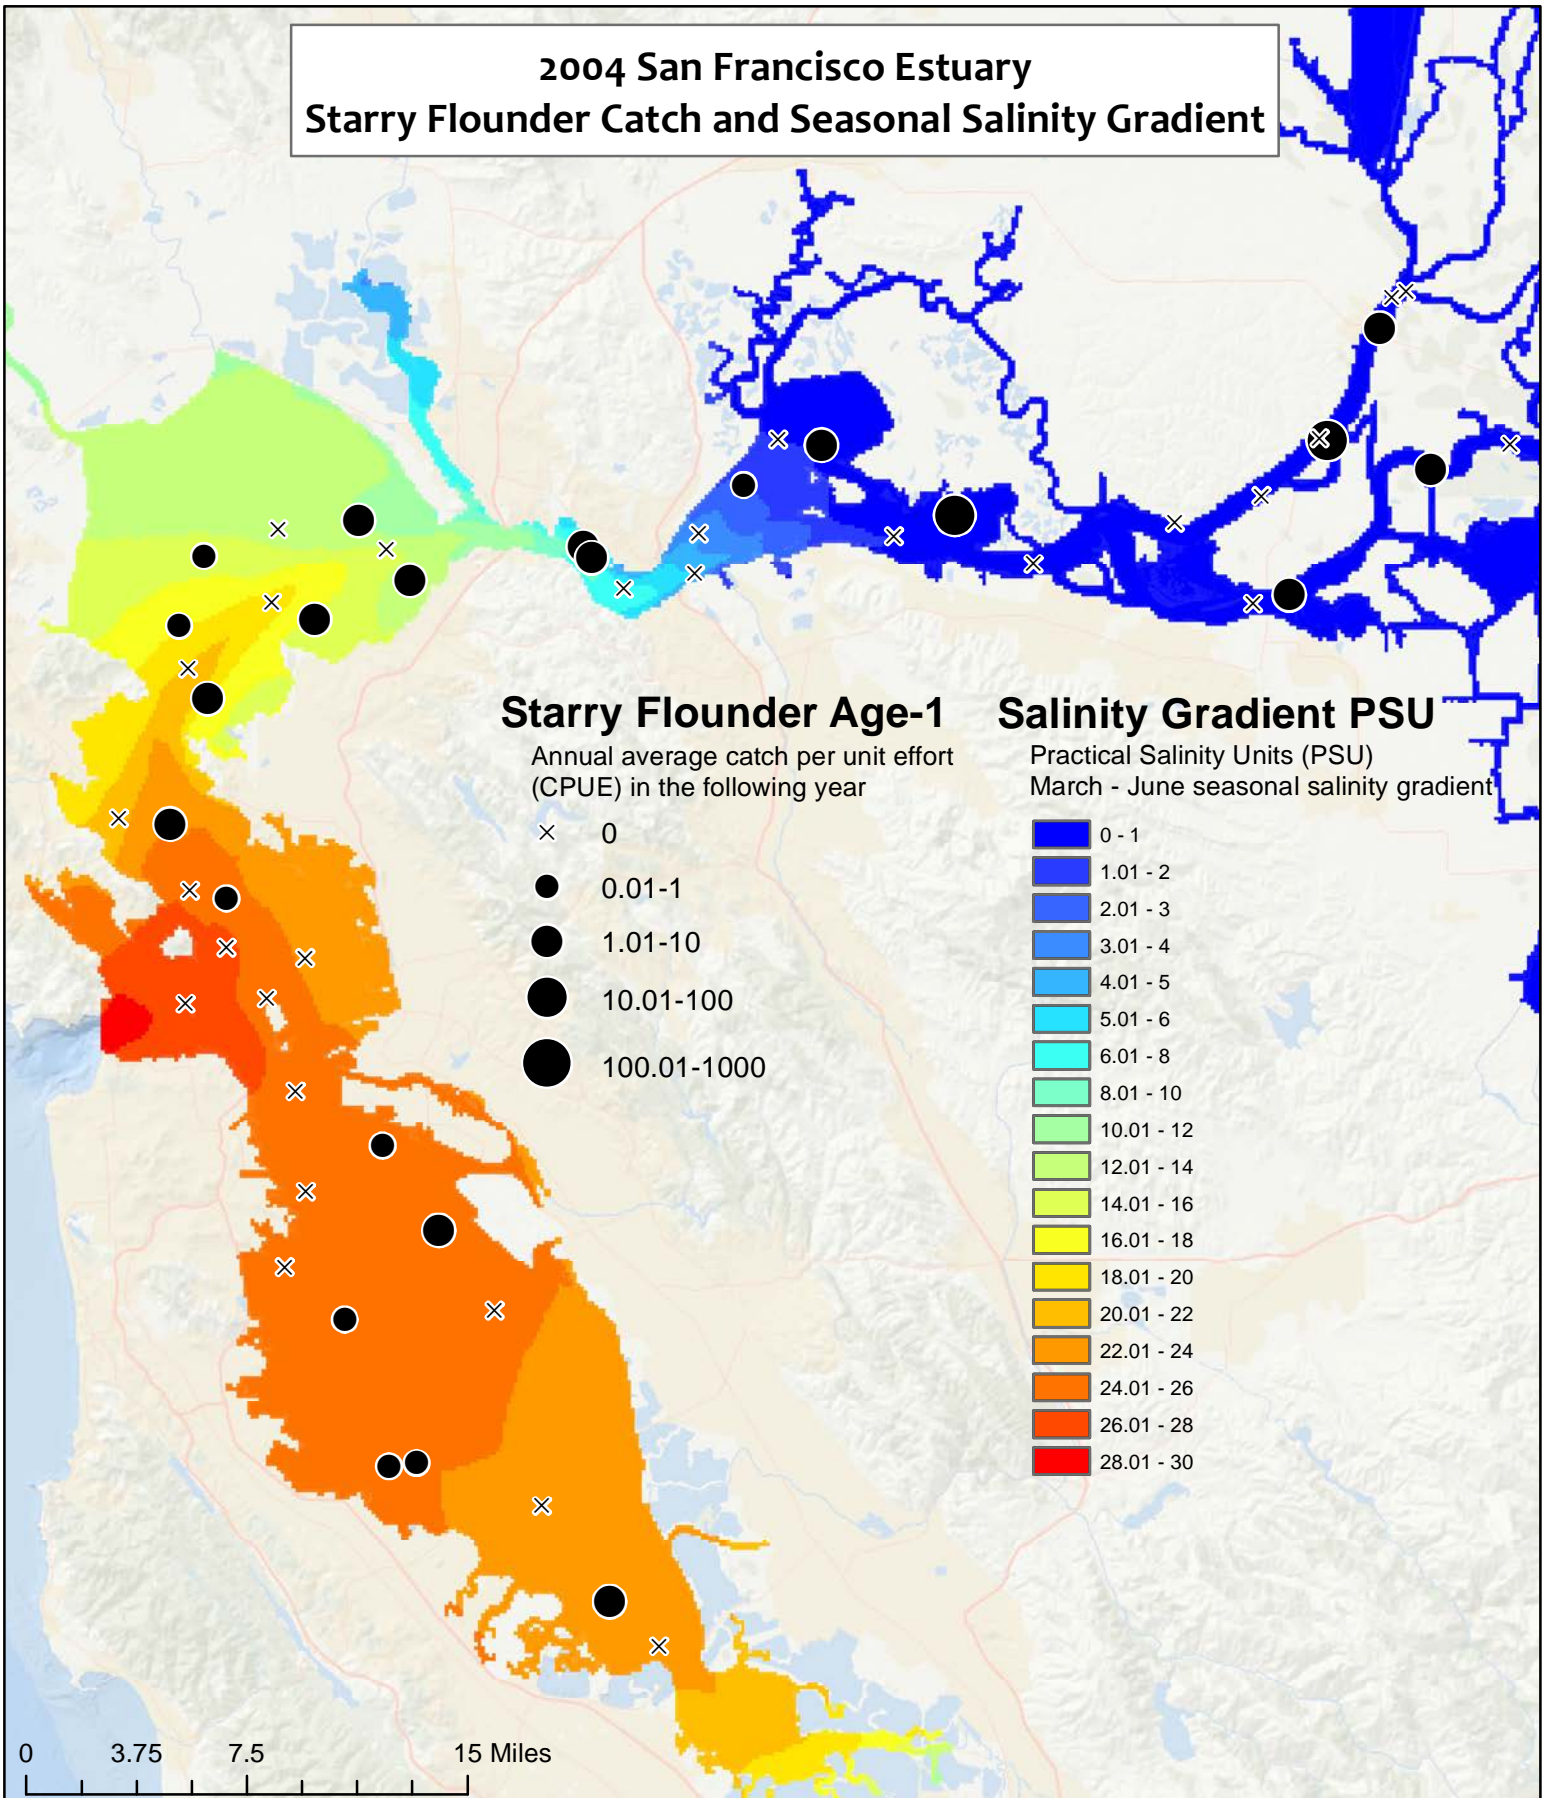 2004 San Francisco Estuary
Starry Flounder Catch and Seasonal Salinity Gradient
Starry Flounder Age-1
Annual average catch per unit effort
(CPUE) in the following year
0
0.01-1
1.01-10
10.01-100
100.01-1000
Salinity Gradient PSU
Practical Salinity Units (PSU)
March - June seasonal salinity gradient
0 - 1
1.01 - 2
2.01 - 3
3.01 - 4
4.01 - 5
5.01 - 6
6.01 - 8
8.01 - 10
10.01 - 12
12.01 - 14
14.01 - 16
16.01 - 18
18.01 - 20
20.01 - 22
22.01 - 24
24.01 - 26
26.01 - 28
28.01 - 30
0 3.75 7.5 15 Miles